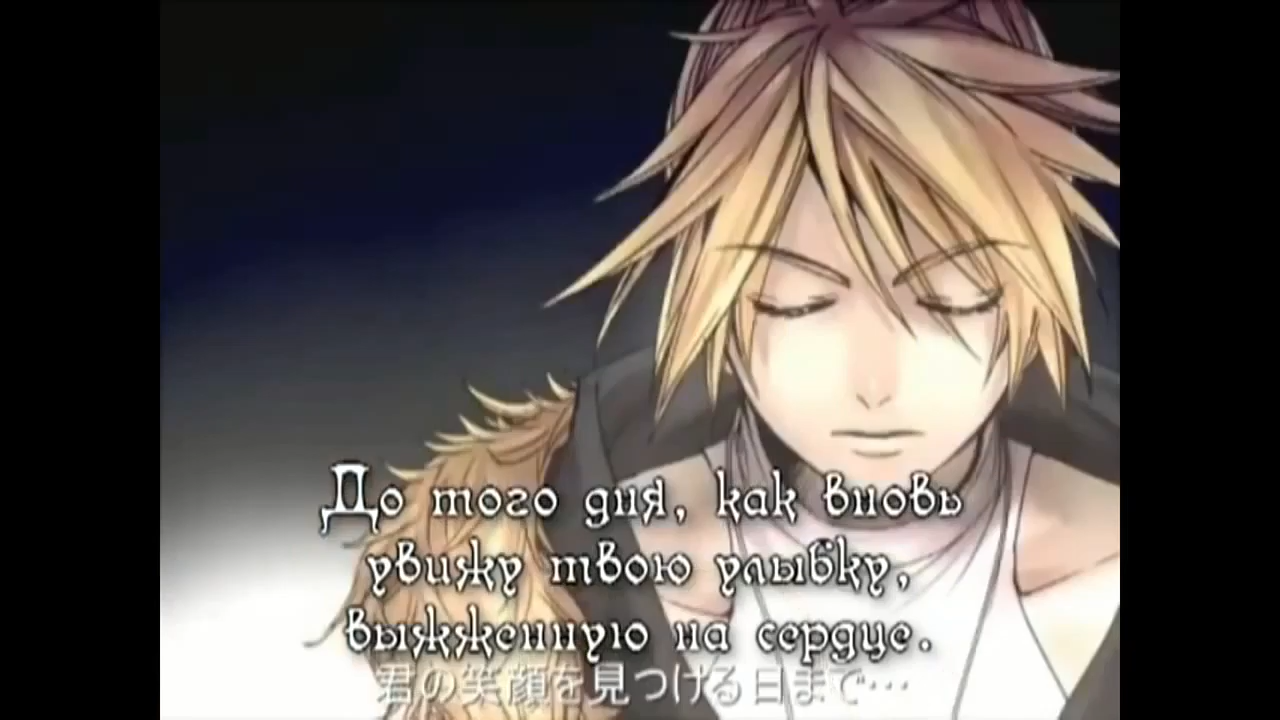 До того дня, как вновь
увижу твою улыбку,
выжженную на сердце.
君の笑顔を見つける日まで…